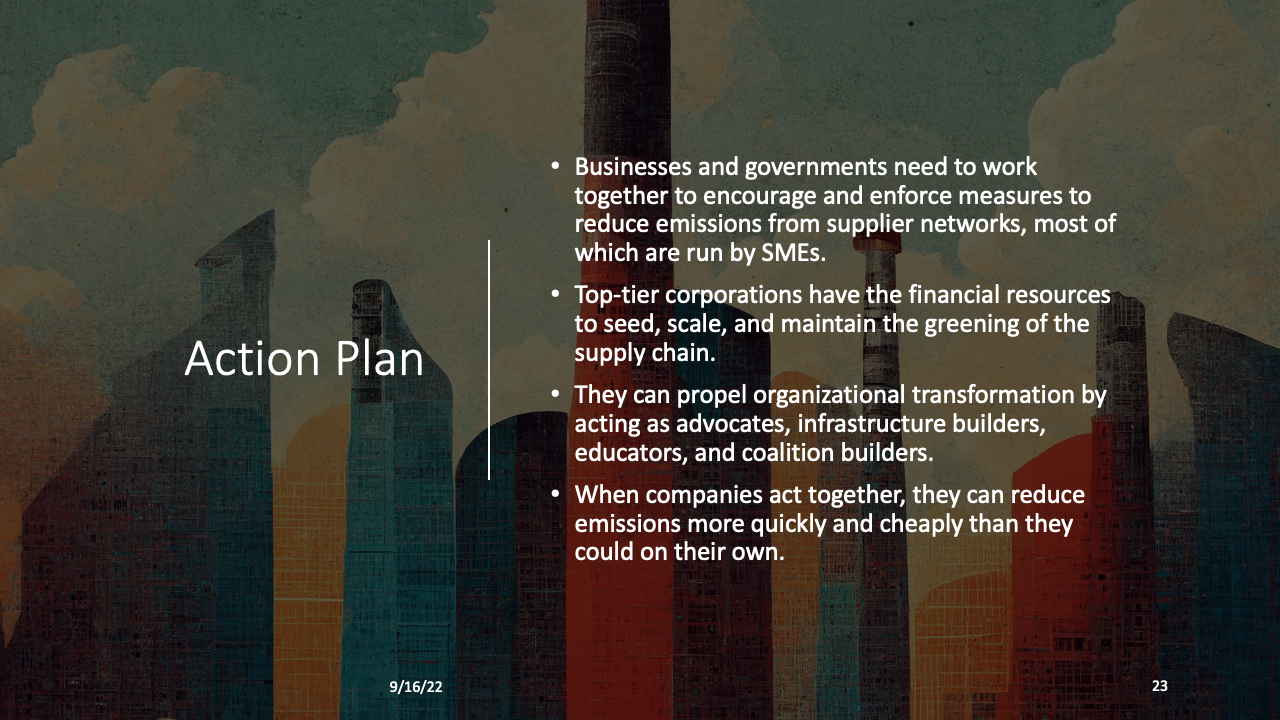 Action Plan
• Businesses and governments need to work
together to encourage and enforce measures to
reduce emissions from supplier networks, most of
which are run by SMEs.
• Top-tier corporations have the financial resources
to seed, scale, and maintain the greening of the
supply chain.
• They can propel organizational transformation by
acting as advocates, infrastructure builders,
educators, and coalition builders.
• When companies act together, they can reduce
emissions more quickly and cheaply than they
could on their own.
9/16/22
23